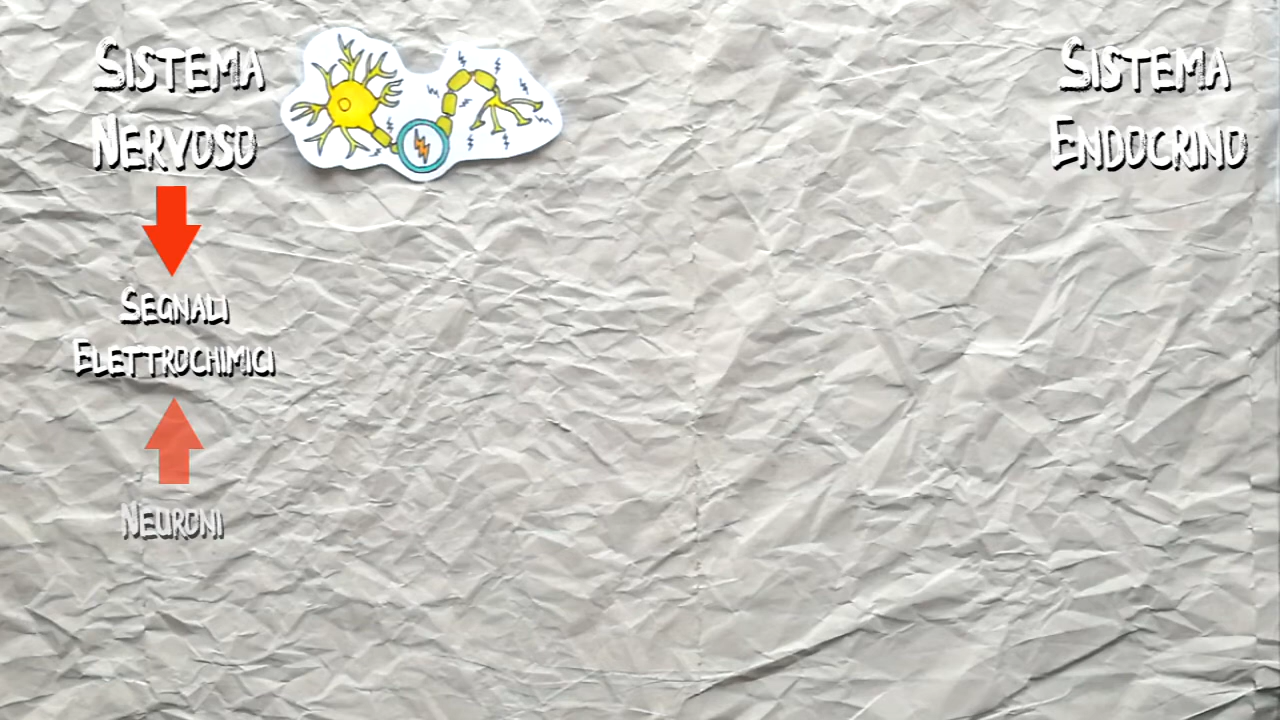 Sistema
Nervoso
Segnali
Elettrochimici
Neuroni
Sistema
Endocrino